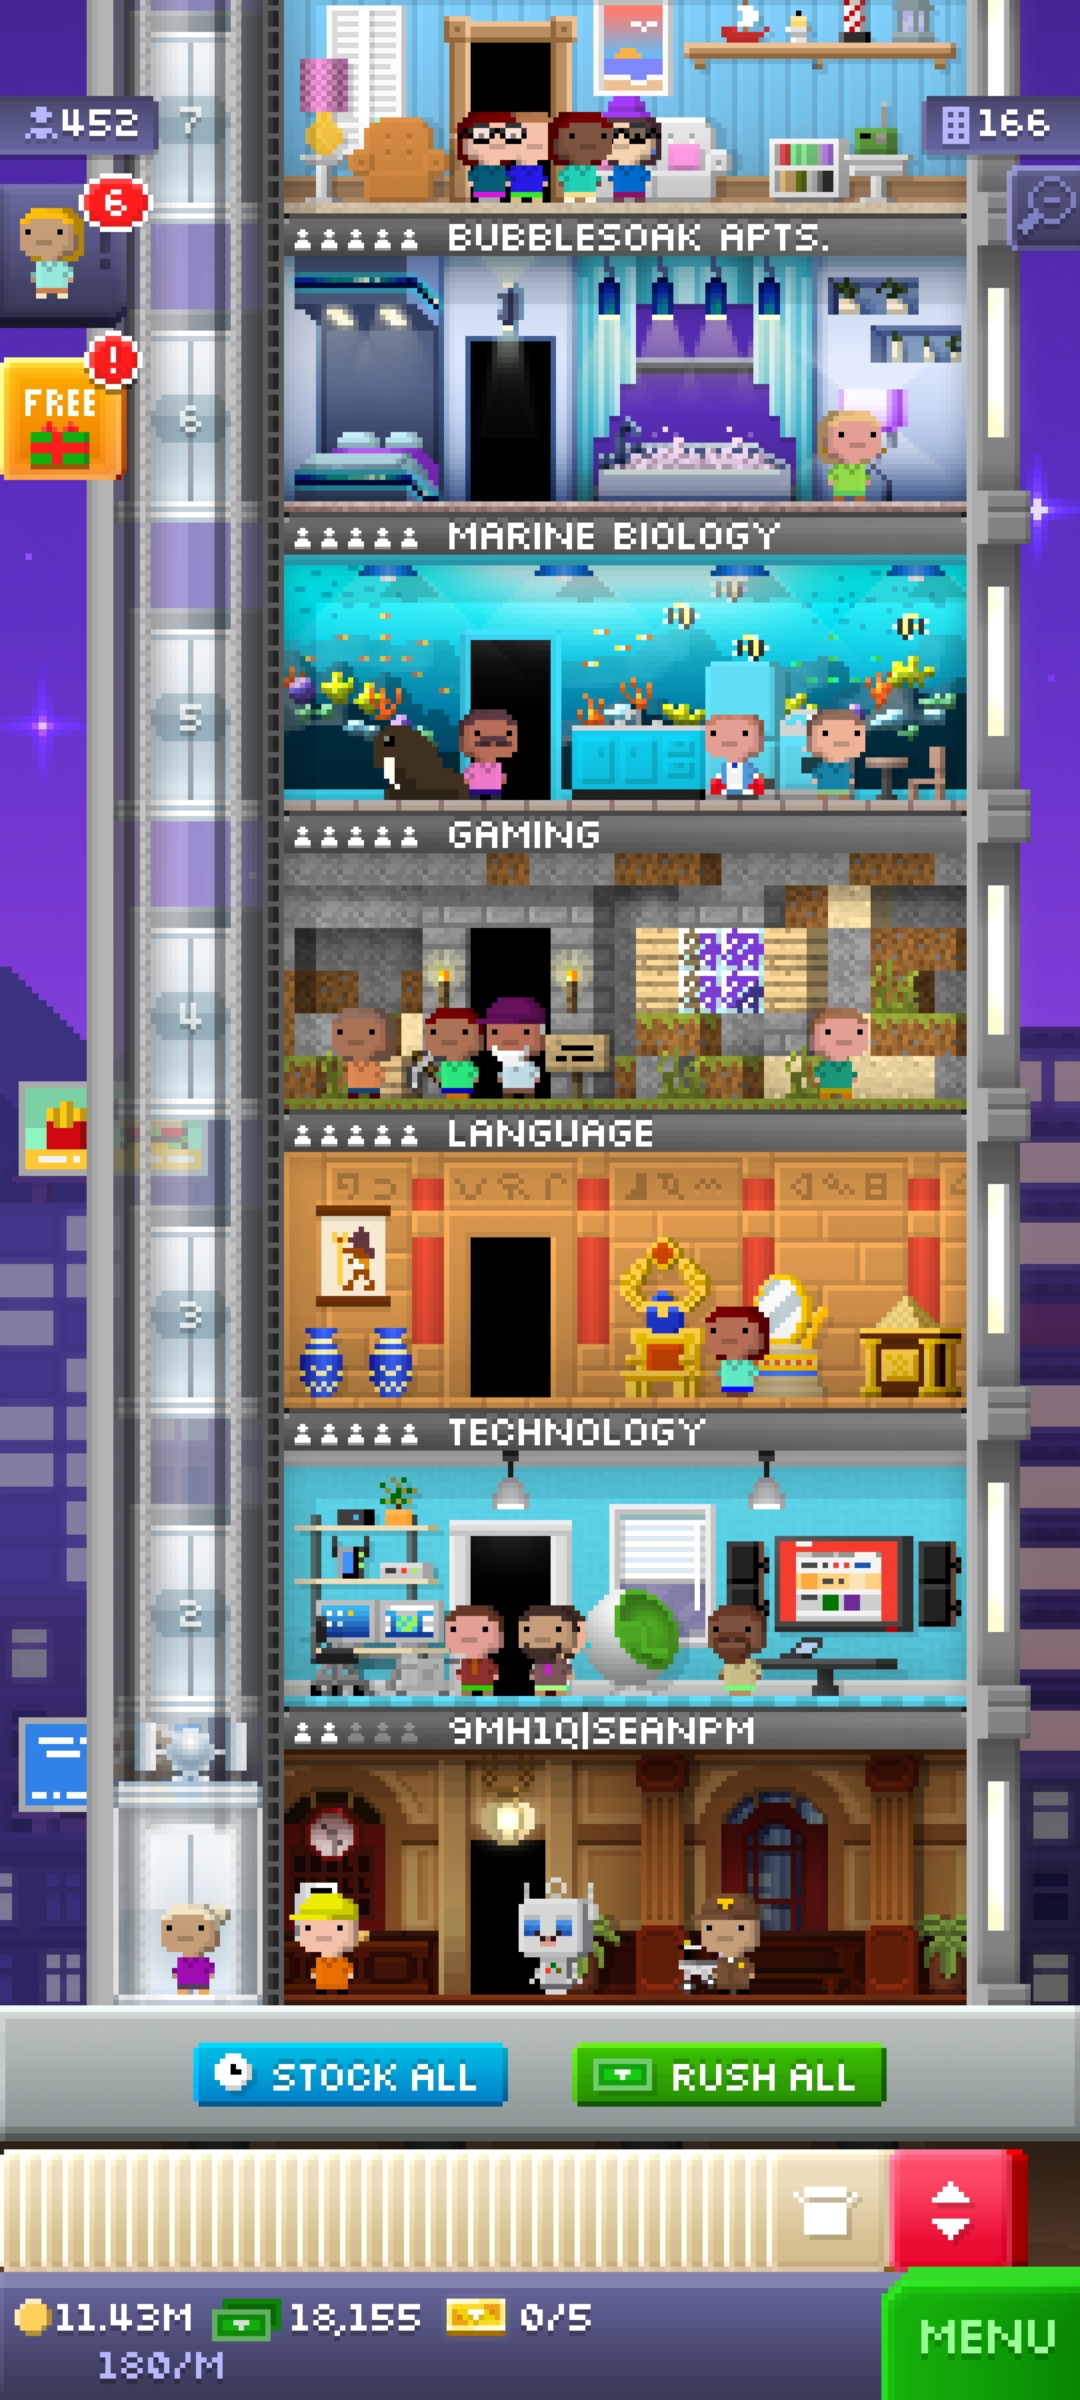 7
452
166
6
!
FREE
BUBBLESOAK APTS.
6
MARINE BIOLOGY
5
GAMING
4
LANGUAGE
3
TECHNOLOGY
2
9MH1Q|SEANPM
STOCK ALL
RUSH ALL
11.43M
18,155
0/5
180/M
MENU